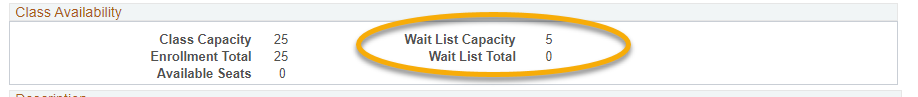 Class Availability
Class Capacity 25 Wait List Capacity 5
Enrollment Total 25 Wait List Total 0
Available Seats 0
Description